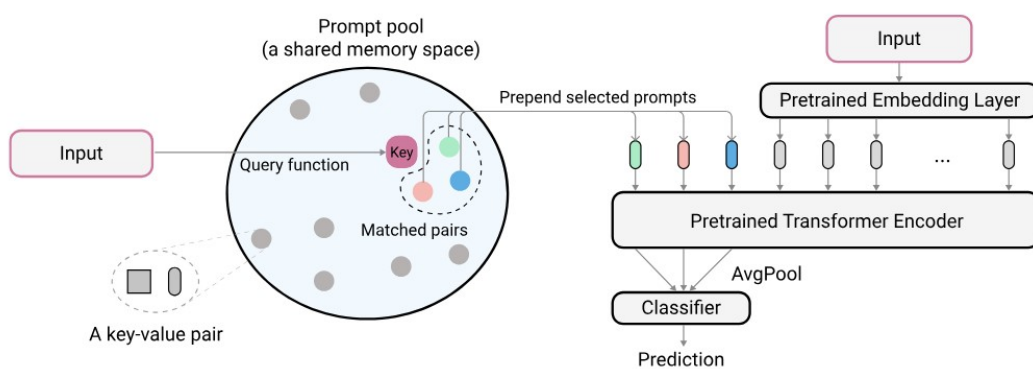 Prompt pool
(a shared memory space)
Input
Query function
Key
Matched pairs
A key-value pair
Prepend selected prompts
Input
Pretrained Embedding Layer
...
Pretrained Transformer Encoder
AvgPool
Classifier
Prediction